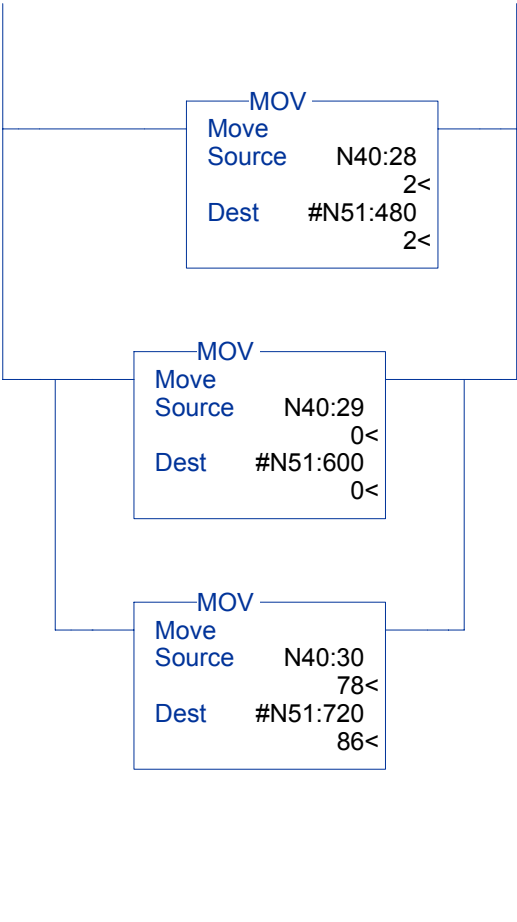 MOV
Move
Source N40:28
2<
Dest #N51:480
2<
MOV
Move
Source N40:29
0<
Dest #N51:600
0<
MOV
Move
Source N40:30
78<
Dest #N51:720
86<